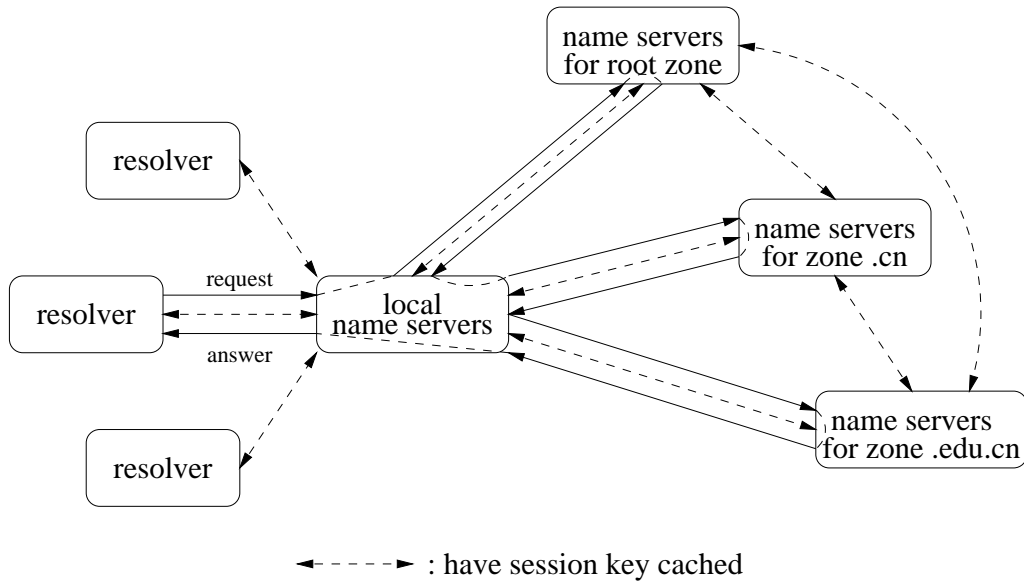 name servers
for root zone
resolver
name servers
for zone .cn
request
resolver
local
name servers
answer
name servers
for zone .edu.cn
resolver
: have session key cached